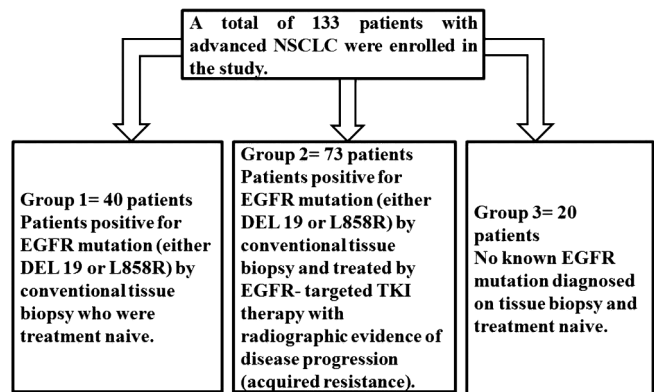 A total of 133 patients with
advanced NSCLC were enrolled in
the study.
Group 1= 40 patients
Patients positive for
EGFR mutation (either
DEL 19 or L858R) by
conventional tissue
biopsy who were
treatment naive.
Group 2= 73 patients
Patients positive for
EGFR mutation (either
DEL 19 or L858R) by
conventional tissue
biopsy and treated by
EGFR- targeted TKI
therapy with
radiographic evidence of
disease progression
(acquired resistance).
Group 3= 20
patients
No known EGFR
mutation diagnosed
on tissue biopsy and
treatment naive.